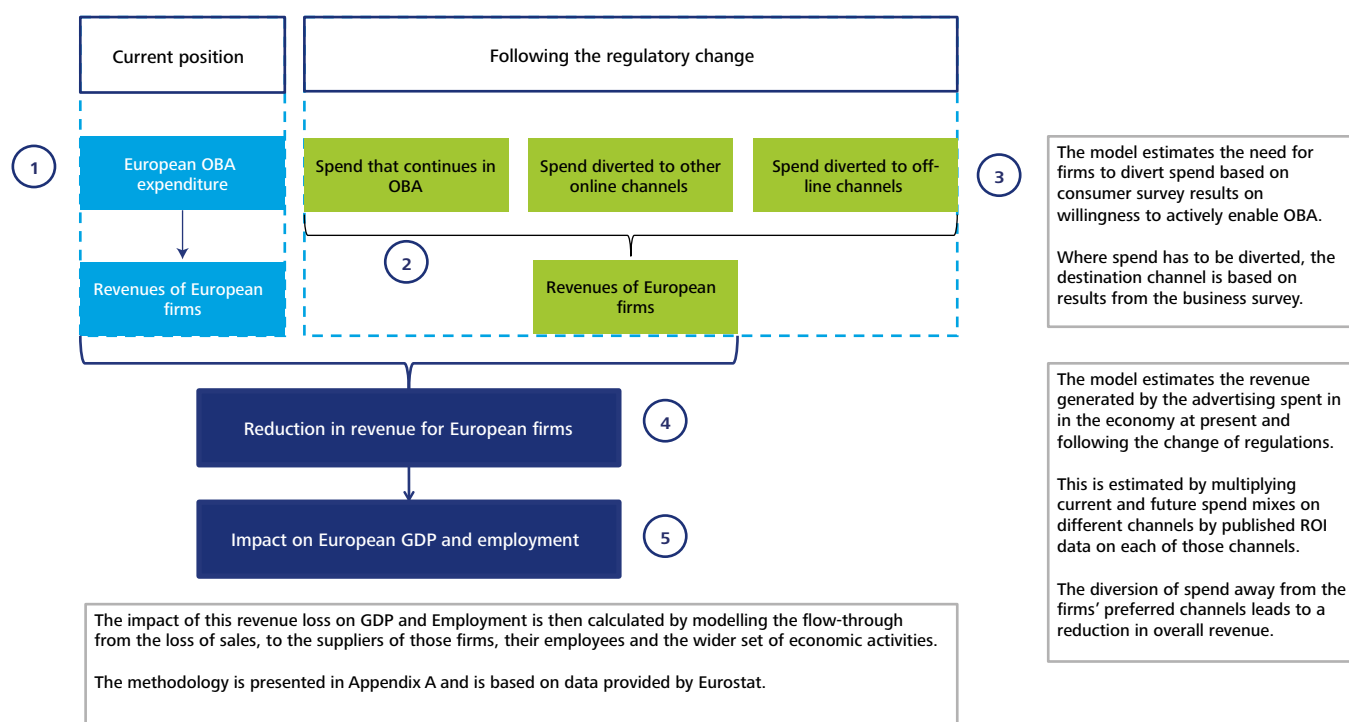 Current position
Following the regulatory change
1
European OBA
expenditure
Spend that continues in
OBA
Spend diverted to other
online channels
Spend diverted to off-
line channels
3
2
Revenues of European
firms
Revenues of European
firms
Reduction in revenue for European firms
4
Impact on European GDP and employment
5
The model estimates the need for
firms to divert spend based on
consumer survey results on
willingness to actively enable OBA.
Where spend has to be diverted, the
destination channel is based on
results from the business survey.
The model estimates the revenue
generated by the advertising spent in
in the economy at present and
following the change of regulations.
This is estimated by multiplying
current and future spend mixes on
different channels by published ROI
data on each of those channels.
The diversion of spend away from the
firms' preferred channels leads to a
reduction in overall revenue.
The impact of this revenue loss on GDP and Employment is then calculated by modelling the flow-through
from the loss of sales, to the suppliers of those firms, their employees and the wider set of economic activities.
The methodology is presented in Appendix A and is based on data provided by Eurostat.